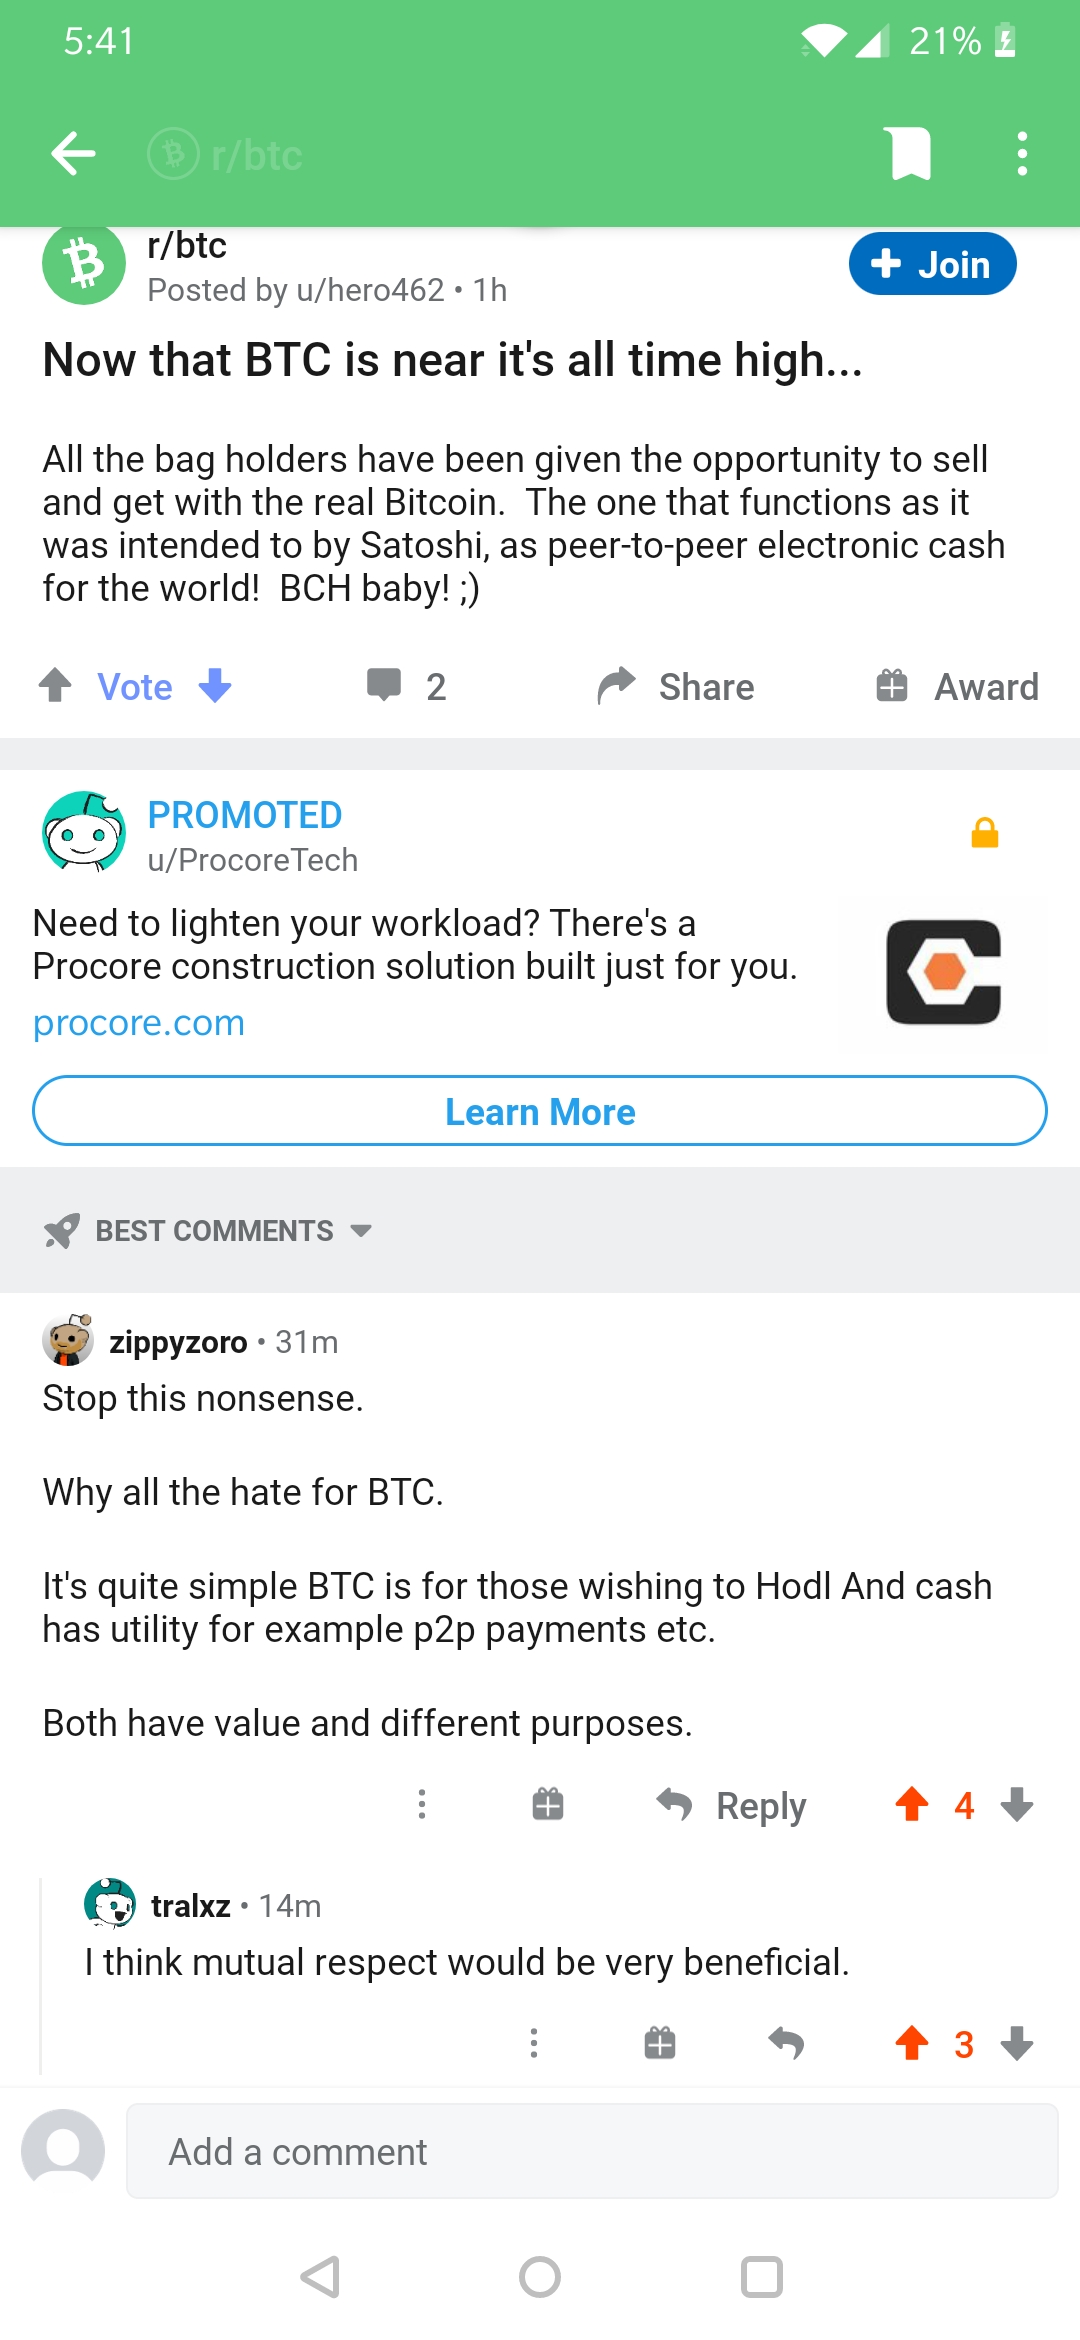 5:41
21%
r/btc
r/btc
Posted by u/hero462 • 1h
+ Join
Now that BTC is near it's all time high...
All the bag holders have been given the opportunity to sell
and get with the real Bitcoin.  The one that functions as it
was intended to by Satoshi, as peer-to-peer electronic cash
for the world!  BCH baby! ;)
Vote
2
Share
Award
PROMOTED
u/ProcoreTech
Need to lighten your workload? There's a
Procore construction solution built just for you.
procore.com
Learn More
BEST COMMENTS
zippyzoro • 31m
Stop this nonsense.
Why all the hate for BTC.
It's quite simple BTC is for those wishing to Hodl And cash
has utility for example p2p payments etc.
Both have value and different purposes.
Reply
4
tralxz • 14m
I think mutual respect would be very beneficial.
3
Add a comment